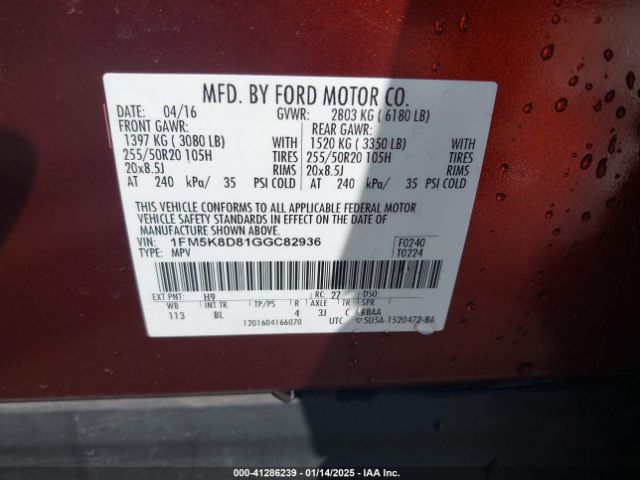 MFD. BY FORD MOTOR CO.
DATE: 04/16 GVWR: 2803 KG ( 6180 LB)
FRONT GAWR: REAR GAWR:
1397 KG ( 3080 LB) WITH 1520 KG ( 3350 LB) WITH
255/50R20 105H TIRES 255/50R20 105H TIRES
20x8.5J RIMS 20x8.5J RIMS
AT 240 kPa/ 35 PSI COLD AT 240 kPa/ 35 PSI COLD
THIS VEHICLE CONFORMS TO ALL APPLICABLE FEDERAL MOTOR
VEHICLE SAFETY STANDARDS IN EFFECT ON THE DATE OF
MANUFACTURE SHOWN ABOVE.
VIN: 1FM5K8D81GGC82936 F0240
TYPE: MPV T0224
EXT PNT: H9 RC: 27 DSO:
WB INT TR TP/PS R AXLE TR SPR
113 BL 4 3J C RBAA
1201604166070 UTC ▽5U5A-1520472-BA
000-41286239 - 01/14/2025 - IAA Inc.